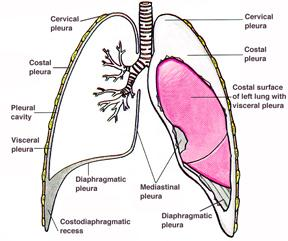 Cervical
pleura
Costal
pleura
Pleural
cavity
Visceral
pleura
Diaphragmatic
pleura
Costodiaphragmatic
recess
Mediastinal
pleura
Cervical
pleura
Costal
pleura
Costal surface
of left lung with
visceral pleura
Diaphragmatic
pleura